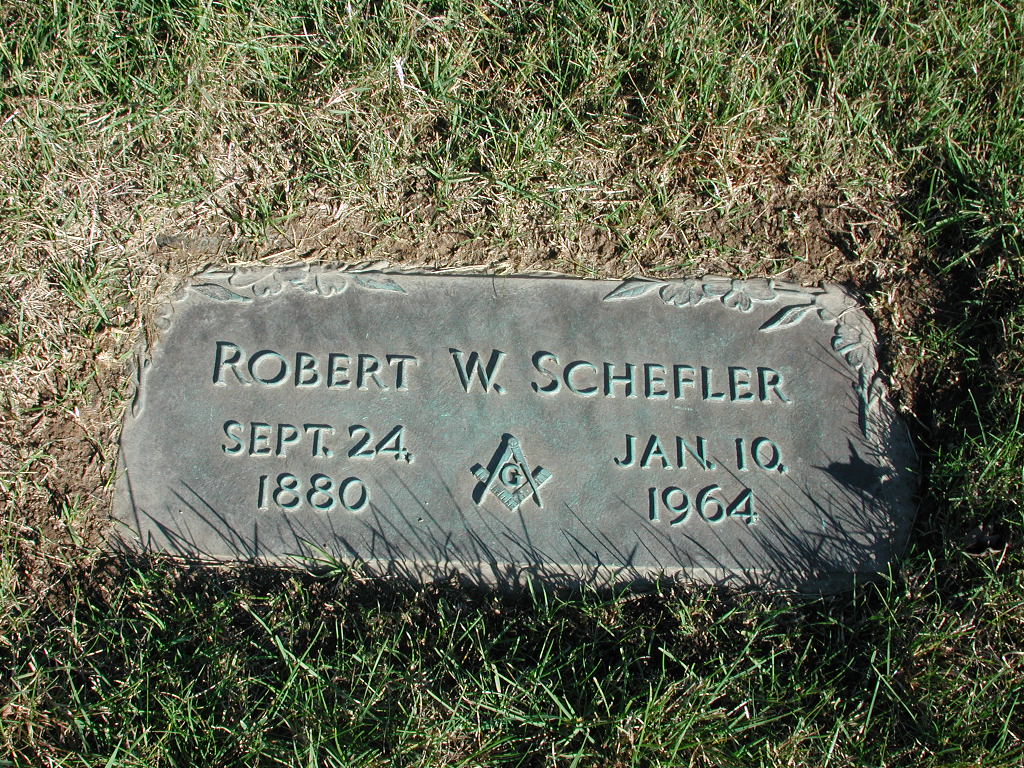 ROBERT W. SCHEFLER
SEPT. 24, JAN. 10,
1880 G 1964